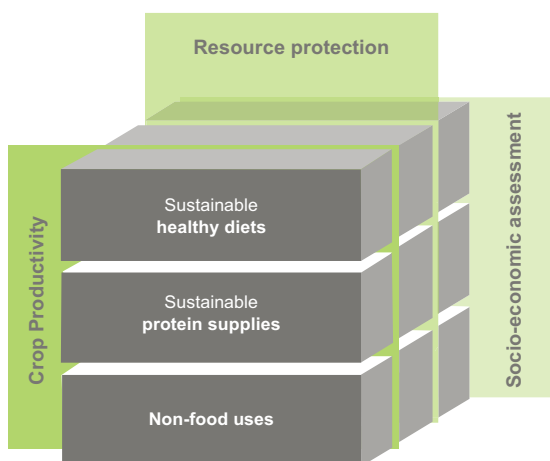 Resource protection
Crop Productivity
Socio-economic assessment
Sustainable
healthy diets
Sustainable
protein supplies
Non-food uses